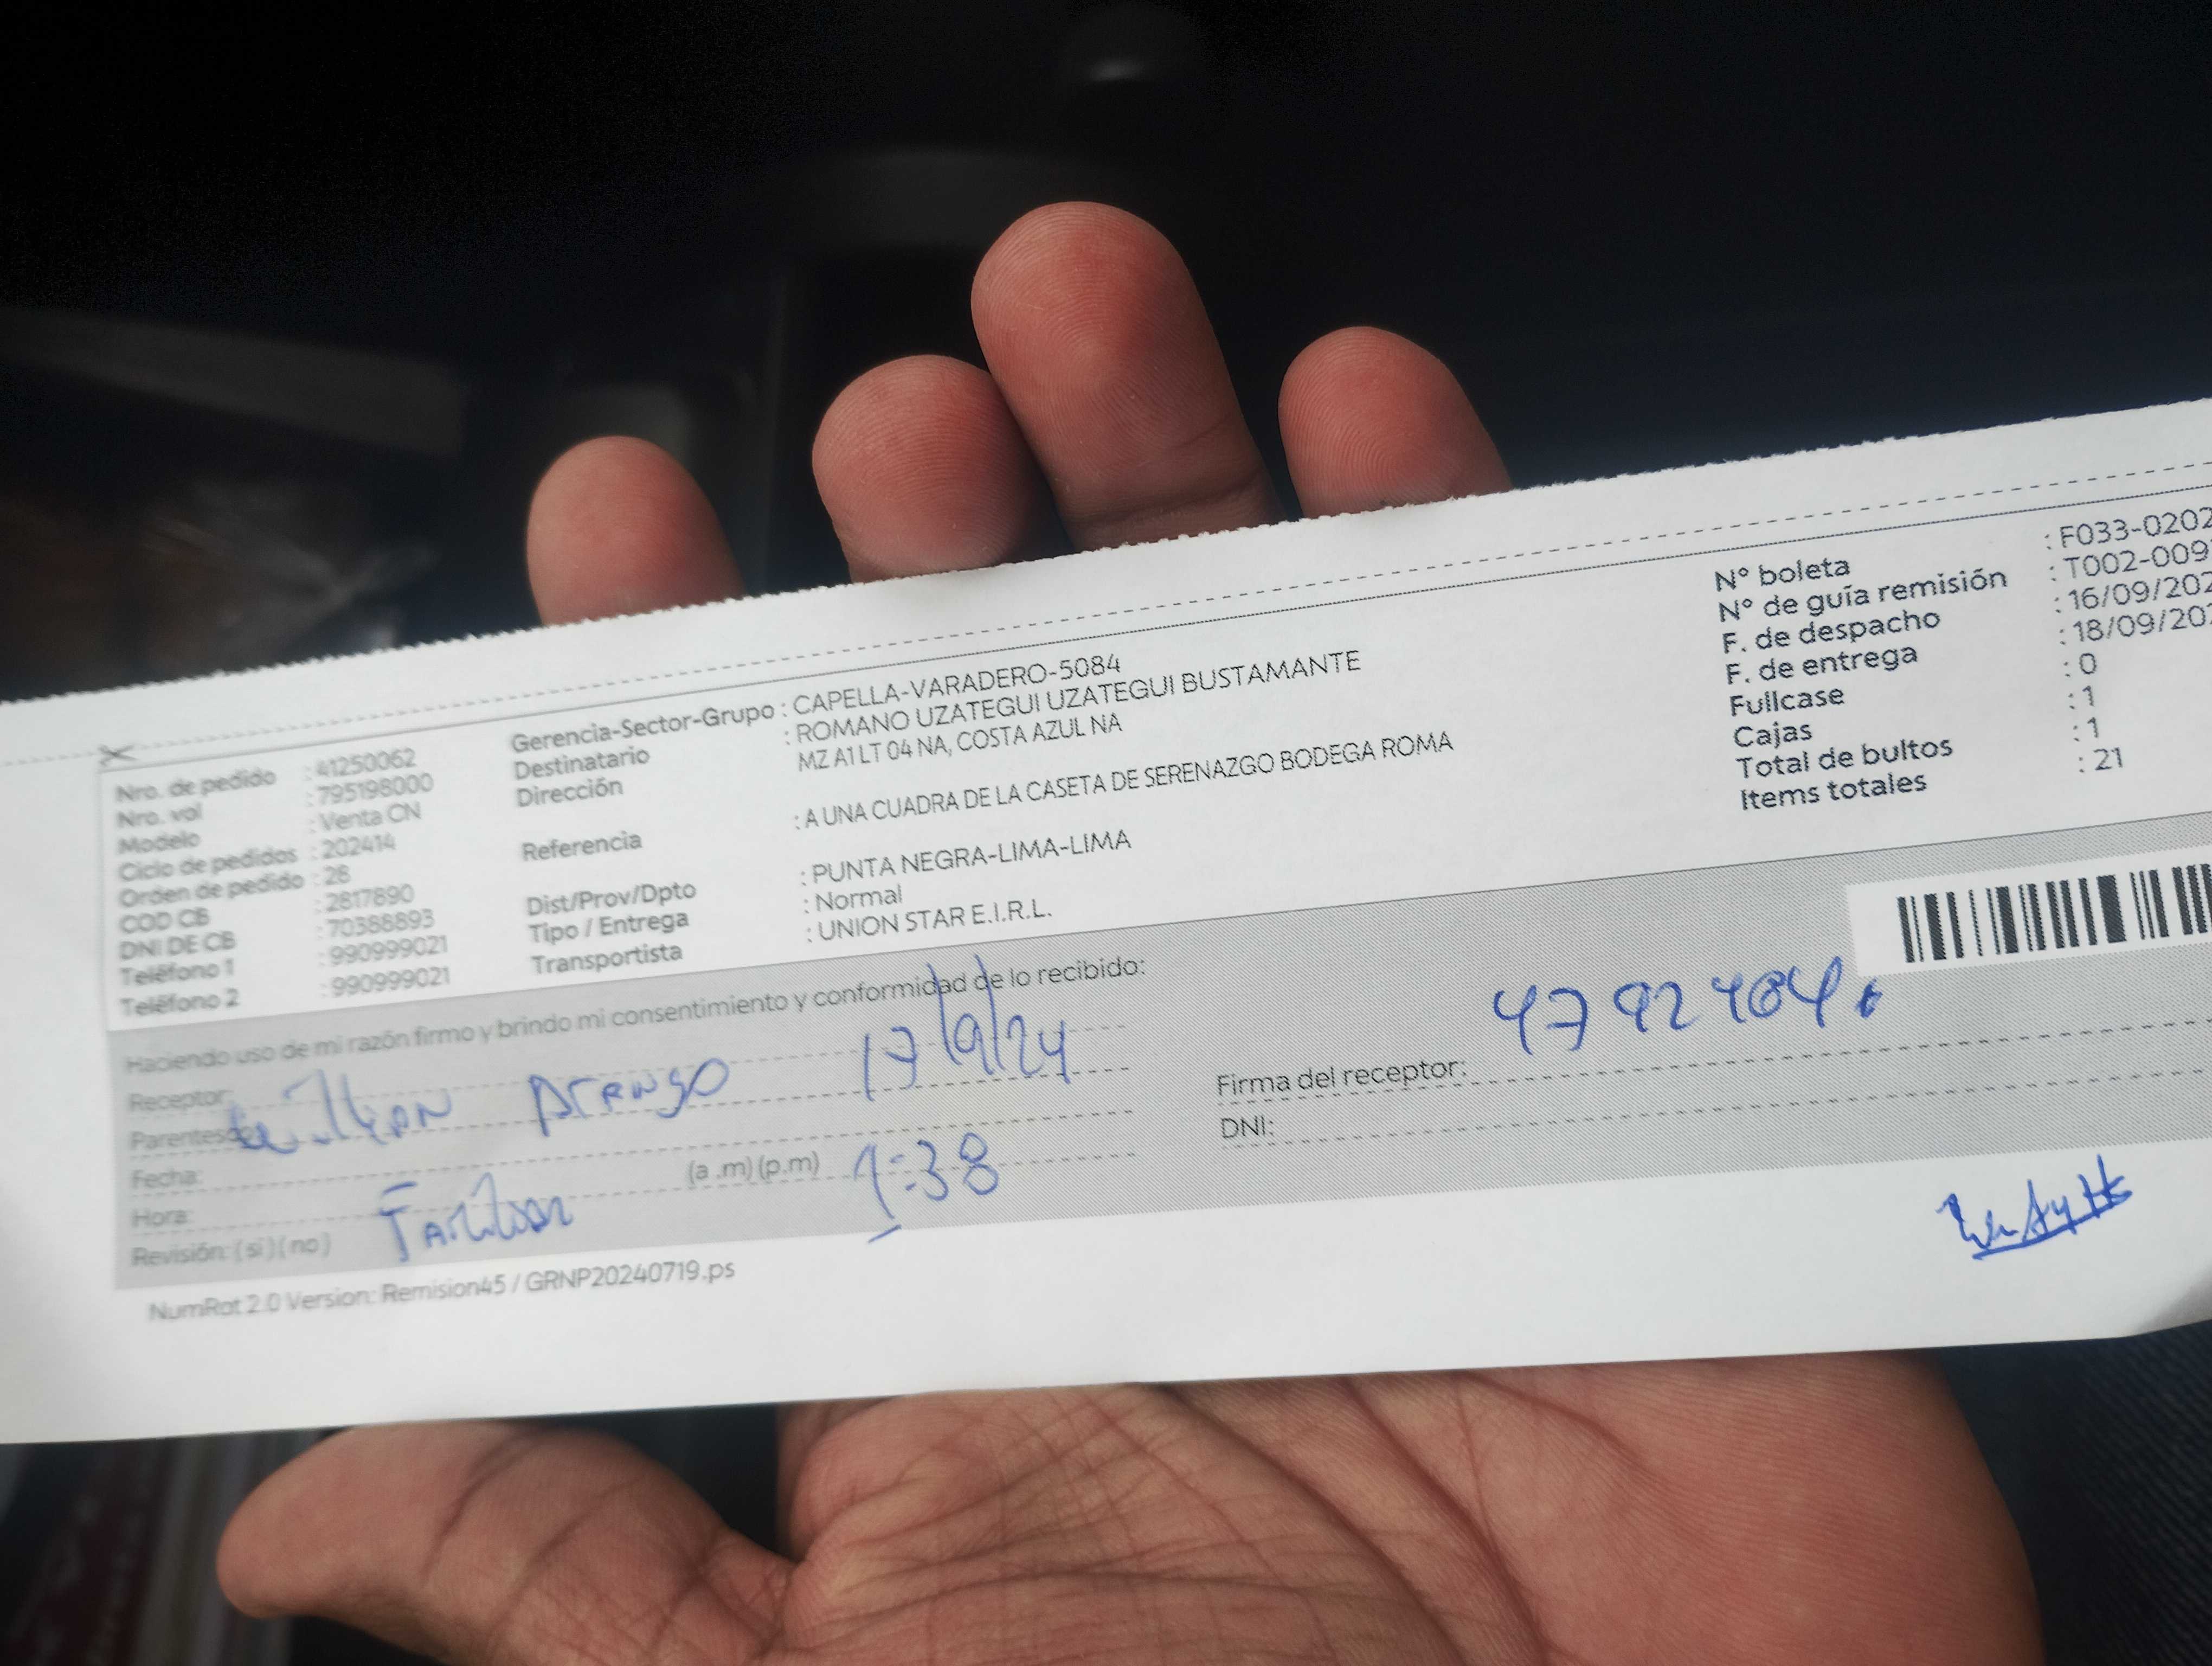 Nro. de pedido : 41250062
Nro. vol : 795198000
Modelo : Venta CN
Ciclo de pedidos : 202414
Orden de pedido : 28
COD CB : 2817890
DNI DE CB : 70388893
Teléfono 1 : 990999021
Teléfono 2 : 990999021
Gerencia-Sector-Grupo : CAPELLA-VARADERO-5084
Destinatario : ROMANO UZATEGUI UZATEGUI BUSTAMANTE
Dirección MZ A1 LT 04 NA, COSTA AZUL NA
Referencia : A UNA CUADRA DE LA CASETA DE SERENAZGO BODEGA ROMA
Dist/Prov/Dpto : PUNTA NEGRA-LIMA-LIMA
Tipo / Entrega : Normal
Transportista : UNION STAR E.I.R.L.
N° boleta : F033-0202
N° de guía remisión : T002-009
F. de despacho : 16/09/202
F. de entrega : 18/09/202
Fullcase : 0
Cajas : 1
Total de bultos : 1
Items totales : 21
Haciendo uso de mi razón firmo y brindo mi consentimiento y conformidad de lo recibido:
Receptor:
Parentesco
17/9/24
Fecha:
Hora: (a .m) (p.m) 1:38
Revisión: ( si ) ( no )
Firma del receptor:
DNI:
NumRot 2.0 Version: Remision45 / GRNP20240719.ps